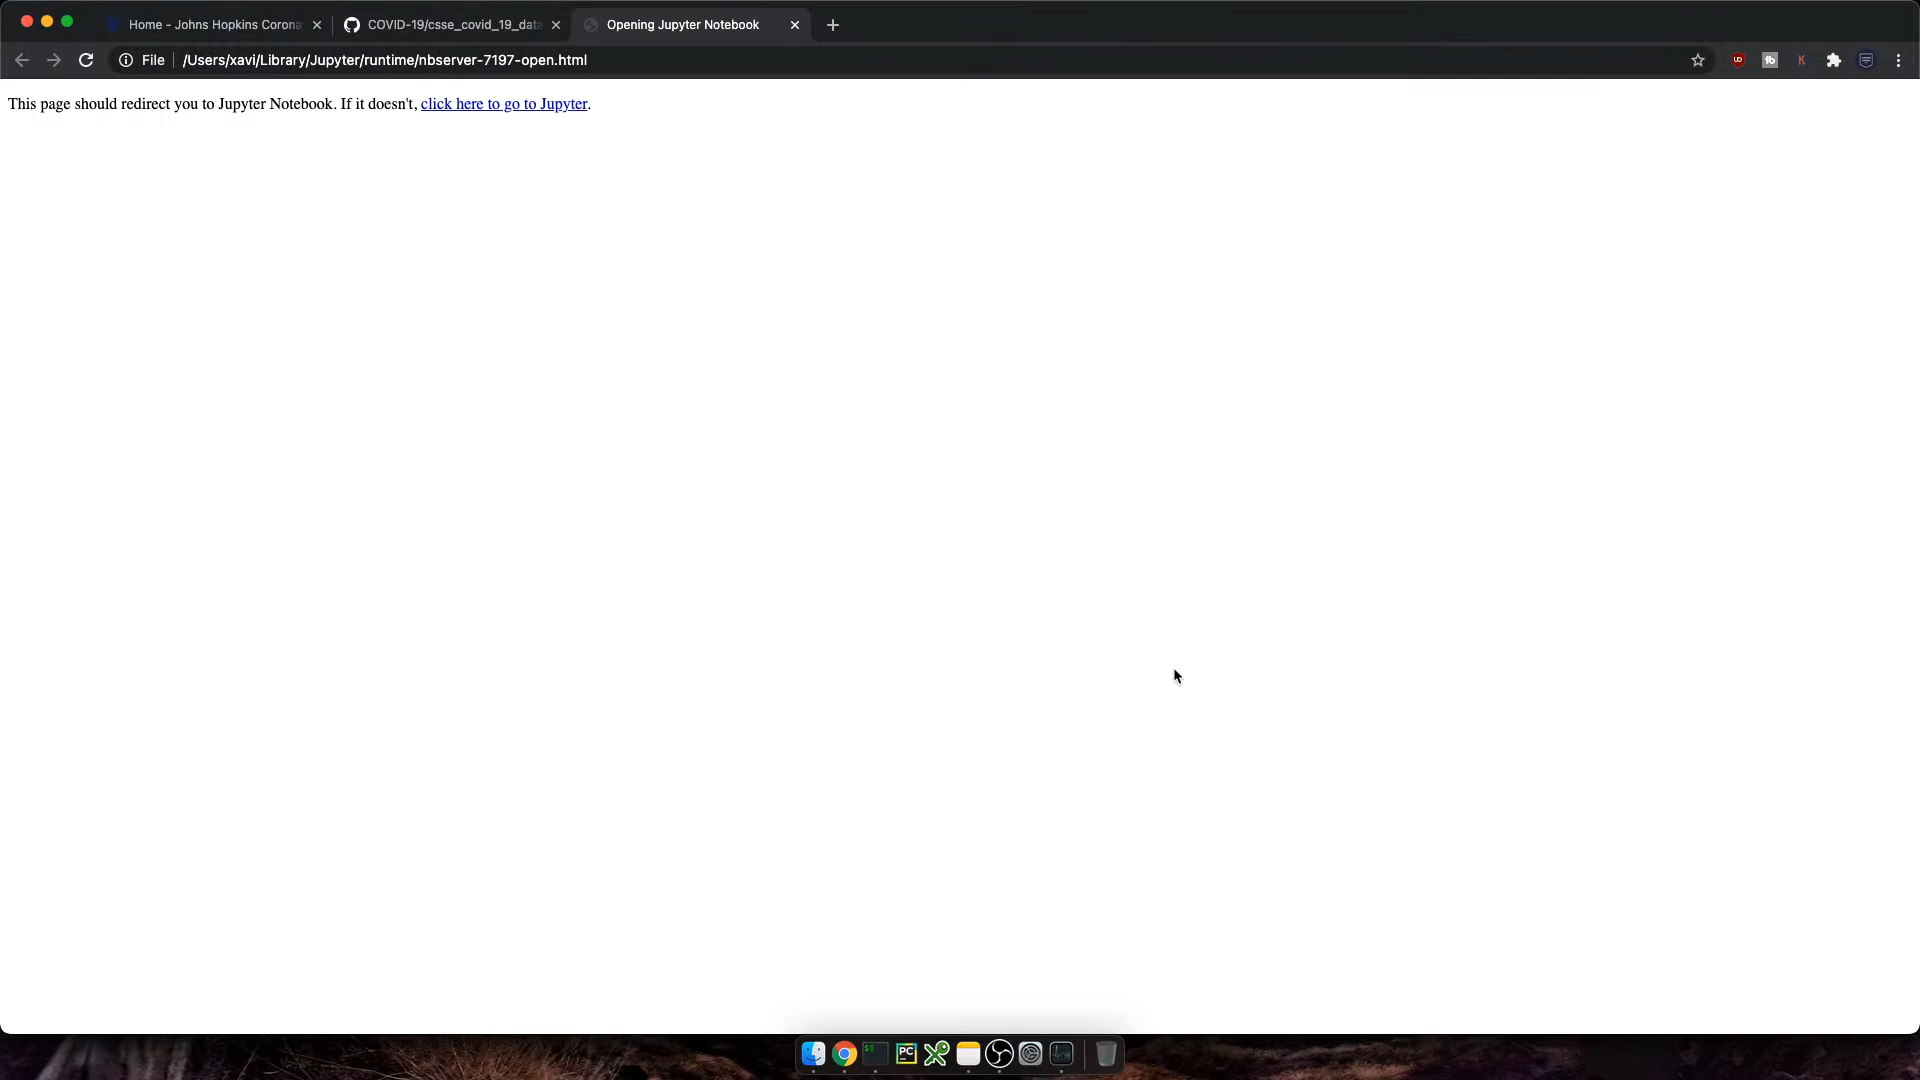 Home - Johns Hopkins Corona
COVID-19/csse_covid_19_data
Opening Jupyter Notebook
File
/Users/xavi/Library/Jupyter/runtime/nbserver-7197-open.html
This page should redirect you to Jupyter Notebook. If it doesn't, click here to go to Jupyter.
K
PC